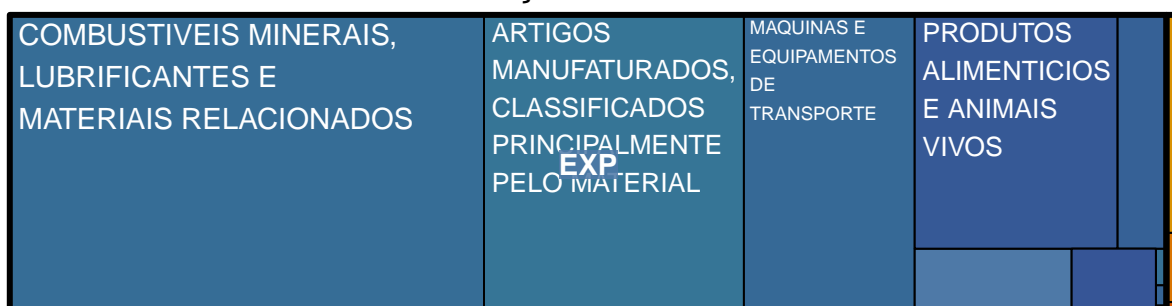 COMBUSTIVEIS MINERAIS,
LUBRIFICANTES E
MATERIAIS RELACIONADOS
ARTIGOS
MANUFATURADOS,
CLASSIFICADOS
PRINCIPALMENTE
PELO MATERIAL
EXP
MAQUINAS E
EQUIPAMENTOS
DE
TRANSPORTE
PRODUTOS
ALIMENTICIOS
E ANIMAIS
VIVOS